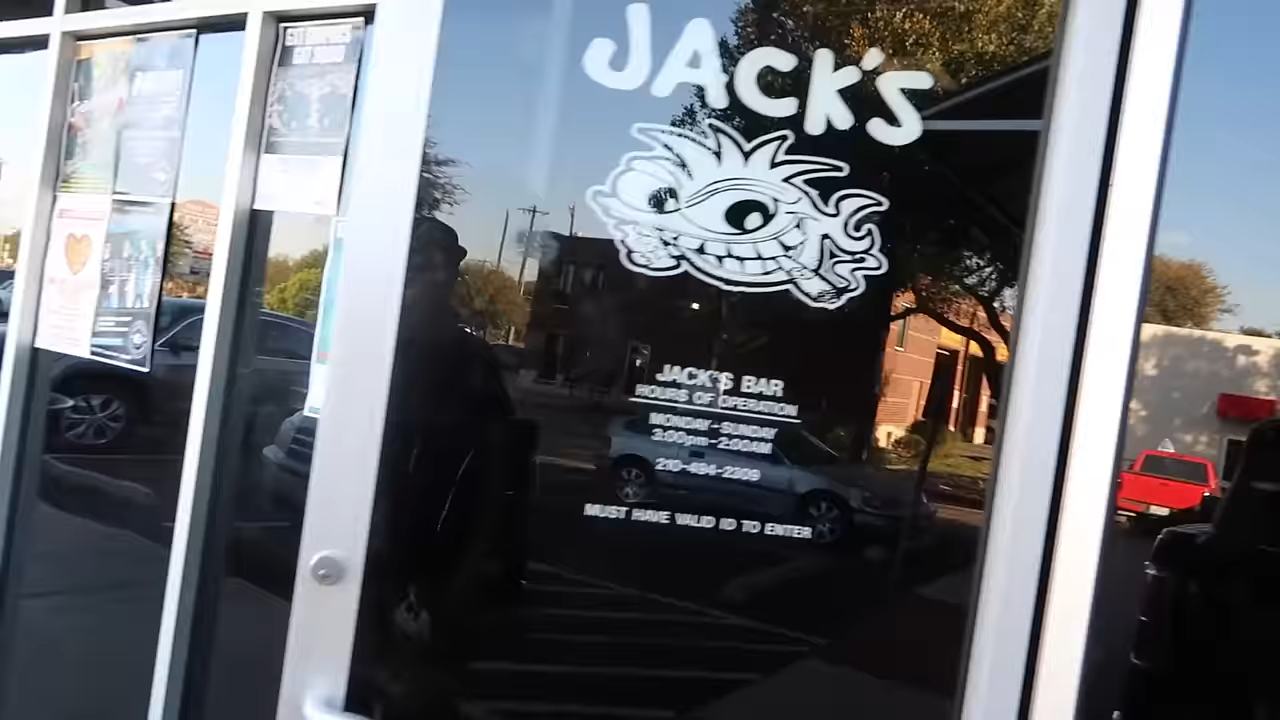 JACK'S
JACK'S BAR
HOURS OF OPERATION
MONDAY-SUNDAY
3:00pm-2:00AM
210-494-2309
MUST HAVE VALID ID TO ENTER